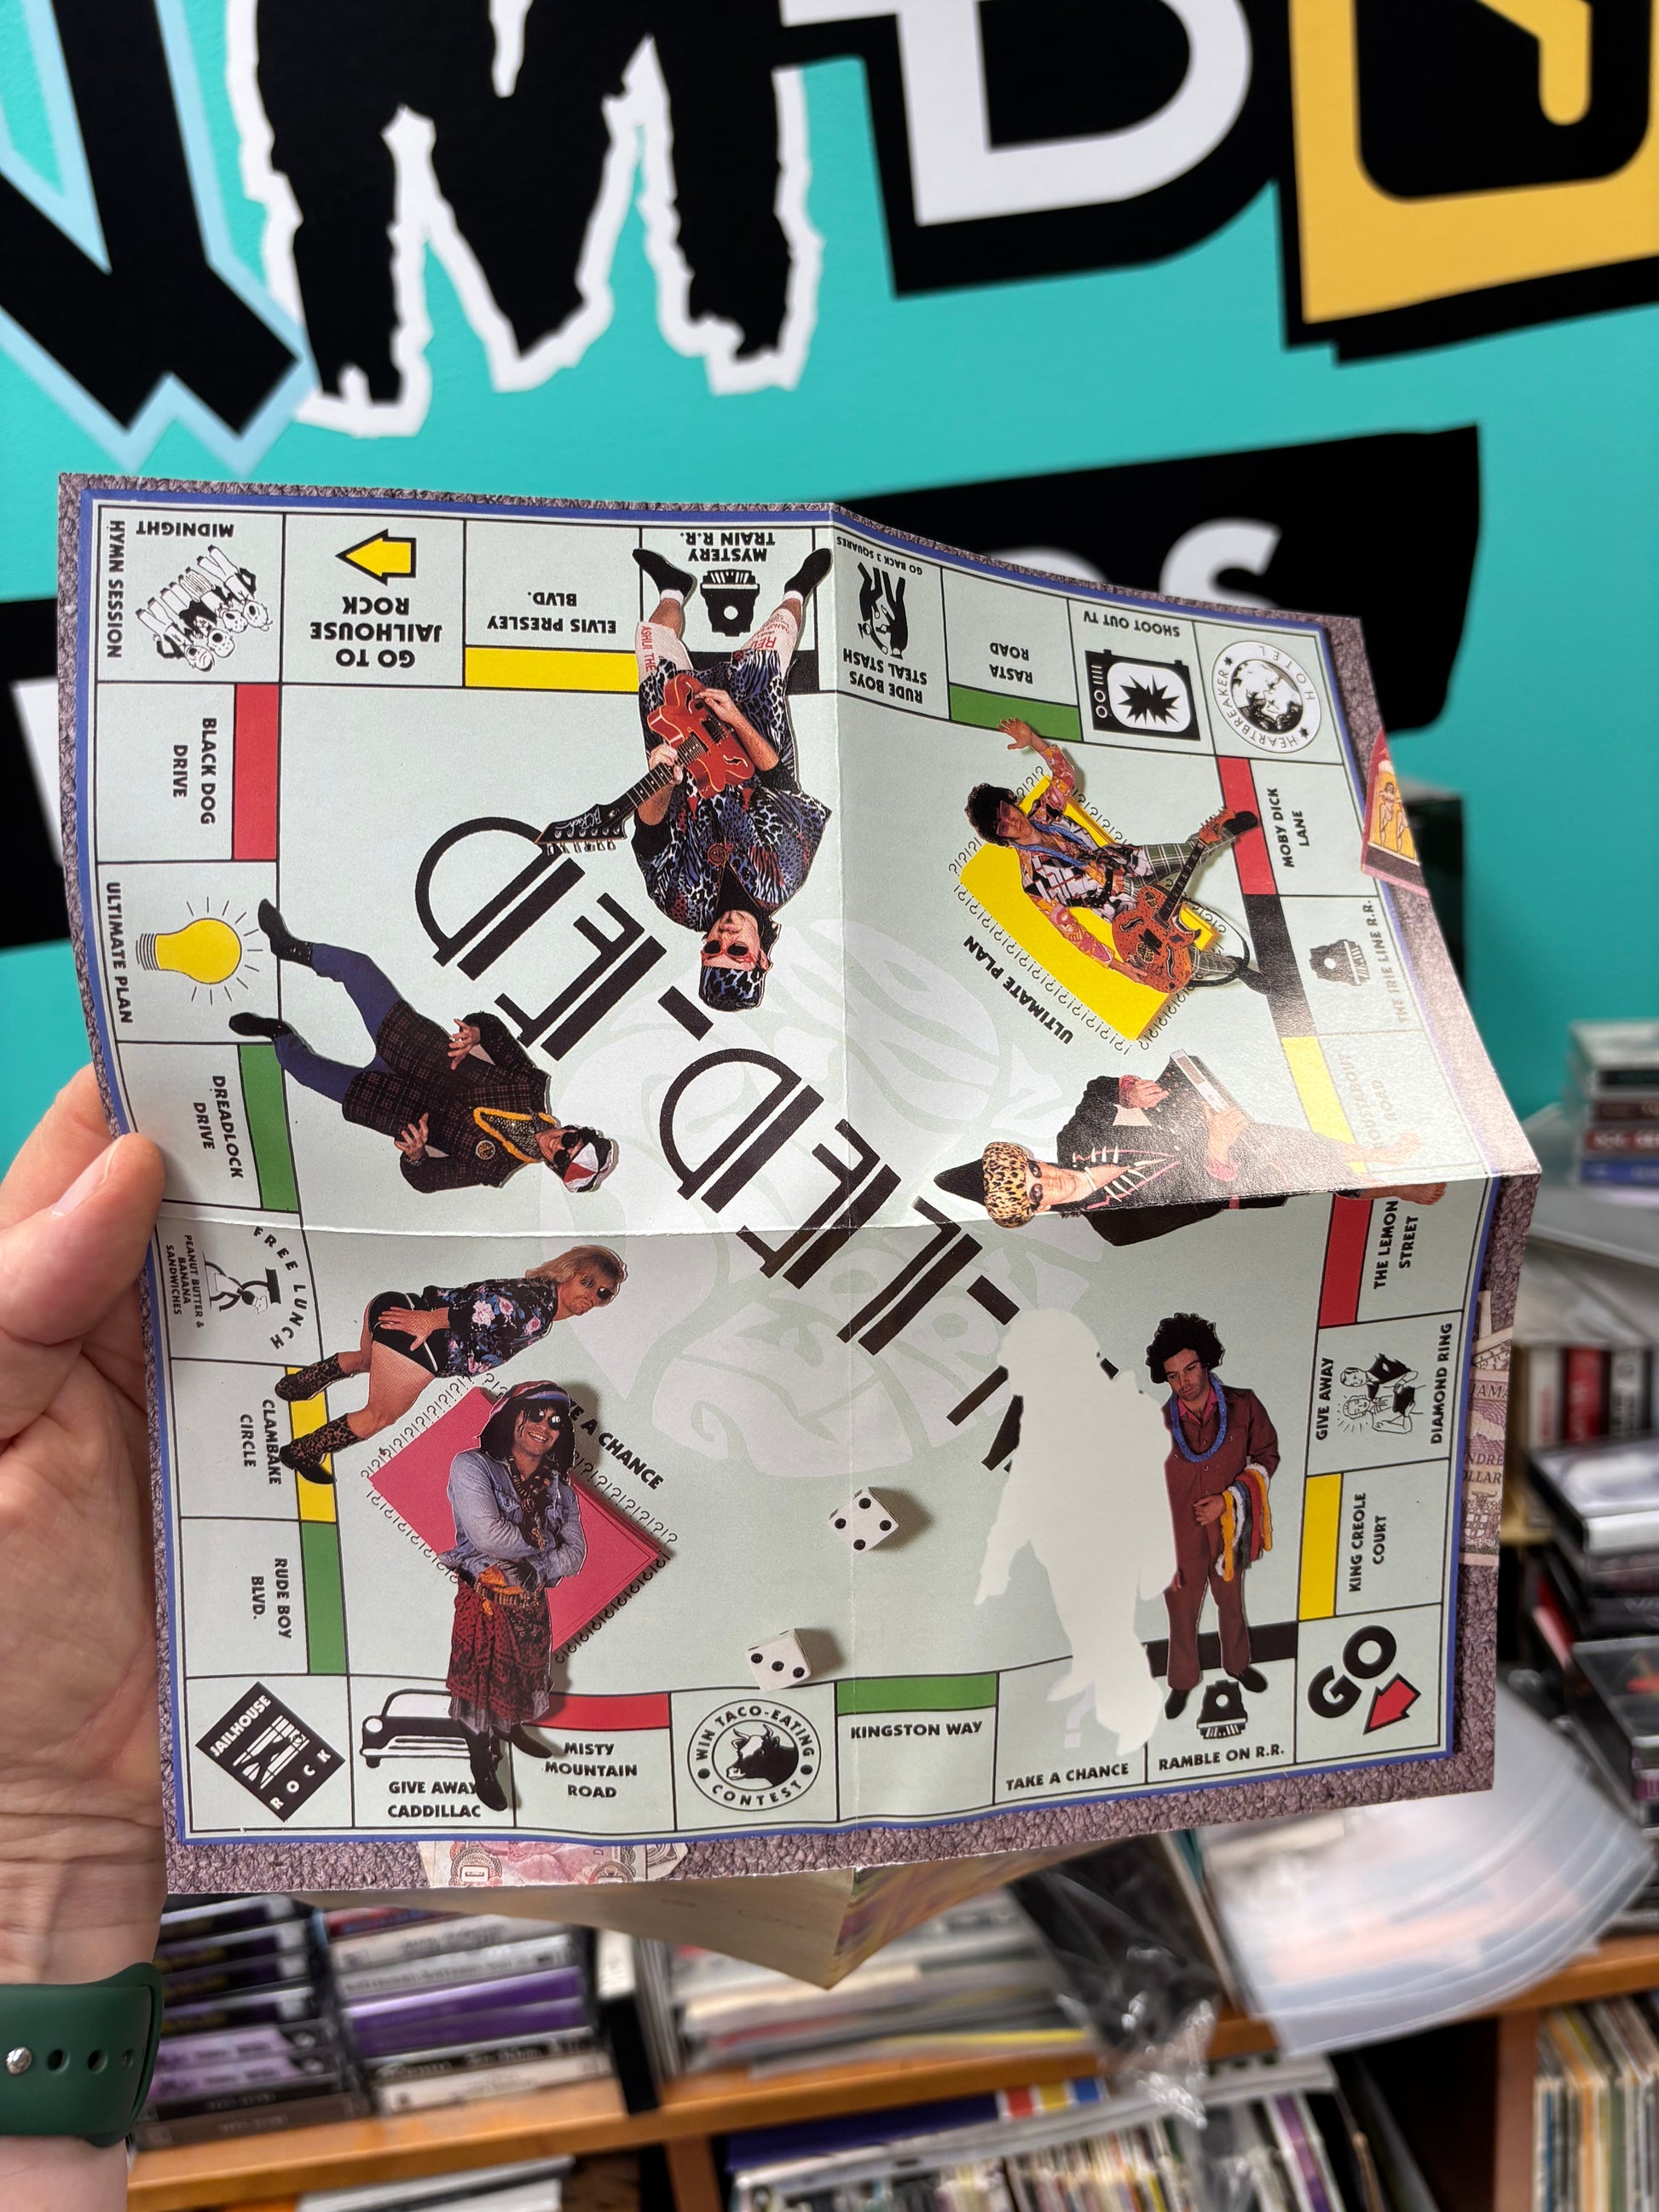 MIDNIGHT
HYMN SESSION
GO TO
JAILHOUSE
ROCK
ELVIS PRESLEY
BLVD.
MYSTERY
TRAIN R.R.
RUDE BOYS
STEAL STASH
GO BACK 3 SQUARES
RASTA
ROAD
SHOOT OUT TV
HEARTBREAKER
HOTEL
MOBY DICK
LANE
THE IRIE LINE R.R.
ROAD
THE LEMON
STREET
GIVE AWAY
DIAMOND RING
KING CREOLE
COURT
GO
RAMBLE ON R.R.
TAKE A CHANCE
KINGSTON WAY
WIN TACO-EATING
CONTEST
MISTY
MOUNTAIN
ROAD
GIVE AWAY
CADDILLAC
JAILHOUSE
ROCK
RUDE BOY
BLVD.
CLAMBAKE
CIRCLE
FREE LUNCH
PEANUT BUTTER &
BANANA
SANDWICHES
DREADLOCK
DRIVE
ULTIMATE PLAN
BLACK DOG
DRIVE
ULTIMATE PLAN
A CHANCE